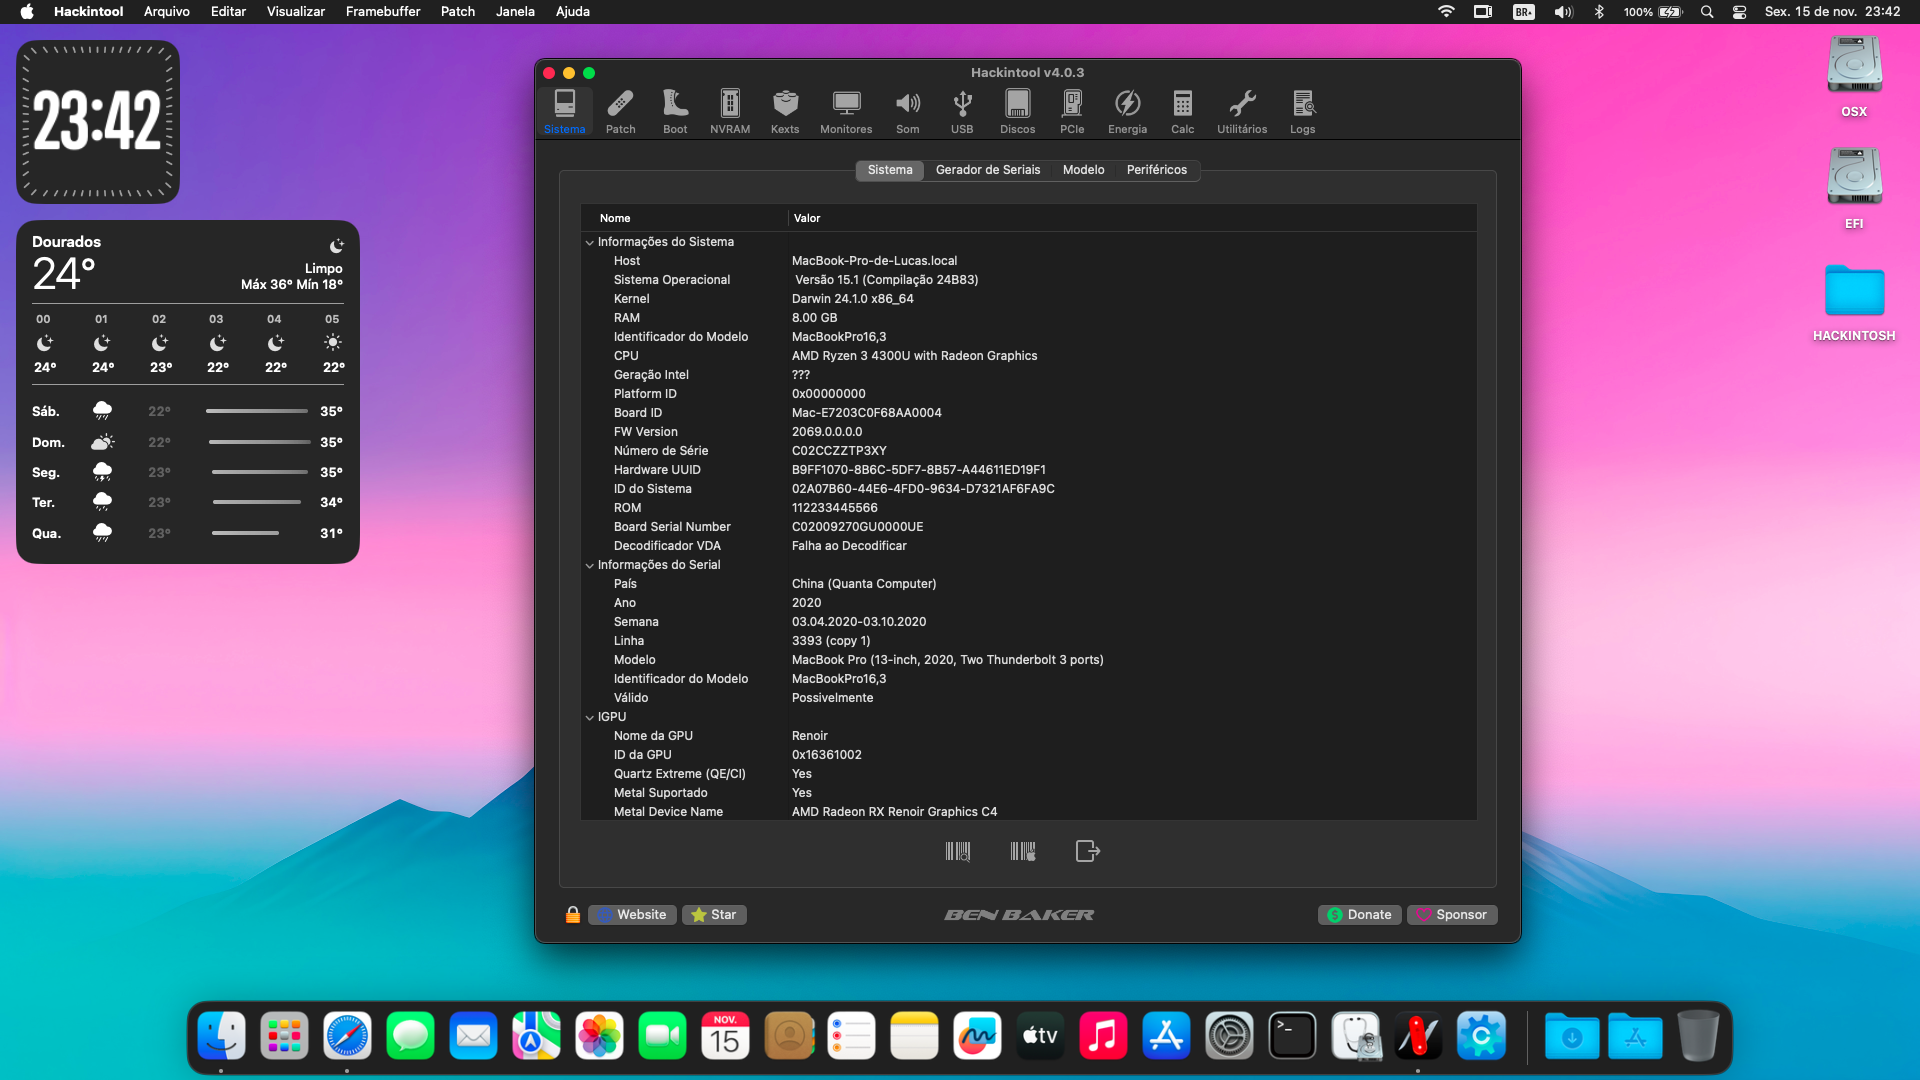 Hackintool Arquivo Editar Visualizar Framebuffer Patch Janela Ajuda
BR 100% Sex. 15 de nov. 23:42
23:42
Dourados
24°
Limpo
Máx 36° Mín 18°
00 01 02 03 04 05
24° 24° 23° 22° 22° 22°
Sáb. 22° 35°
Dom. 22° 35°
Seg. 23° 35°
Ter. 23° 34°
Qua. 23° 31°
Hackintool v4.0.3
Sistema Patch Boot NVRAM Kexts Monitores Som USB Discos PCIe Energia Calc Utilitários Logs
Sistema Gerador de Seriais Modelo Periféricos
Nome Valor
Informações do Sistema
Host MacBook-Pro-de-Lucas.local
Sistema Operacional Versão 15.1 (Compilação 24B83)
Kernel Darwin 24.1.0 x86_64
RAM 8.00 GB
Identificador do Modelo MacBookPro16,3
CPU AMD Ryzen 3 4300U with Radeon Graphics
Geração Intel ???
Platform ID 0x00000000
Board ID Mac-E7203C0F68AA0004
FW Version 2069.0.0.0.0
Número de Série C02CCZZTP3XY
Hardware UUID B9FF1070-8B6C-5DF7-8B57-A44611ED19F1
ID do Sistema 02A07B60-44E6-4FD0-9634-D7321AF6FA9C
ROM 112233445566
Board Serial Number C02009270GU0000UE
Decodificador VDA Falha ao Decodificar
Informações do Serial
País China (Quanta Computer)
Ano 2020
Semana 03.04.2020-03.10.2020
Linha 3393 (copy 1)
Modelo MacBook Pro (13-inch, 2020, Two Thunderbolt 3 ports)
Identificador do Modelo MacBookPro16,3
Válido Possivelmente
IGPU
Nome da GPU Renoir
ID da GPU 0x16361002
Quartz Extreme (QE/CI) Yes
Metal Suportado Yes
Metal Device Name AMD Radeon RX Renoir Graphics C4
Website Star BEN BAKER Donate Sponsor
OSX
EFI
HACKINTOSH
NOV.
15
tv